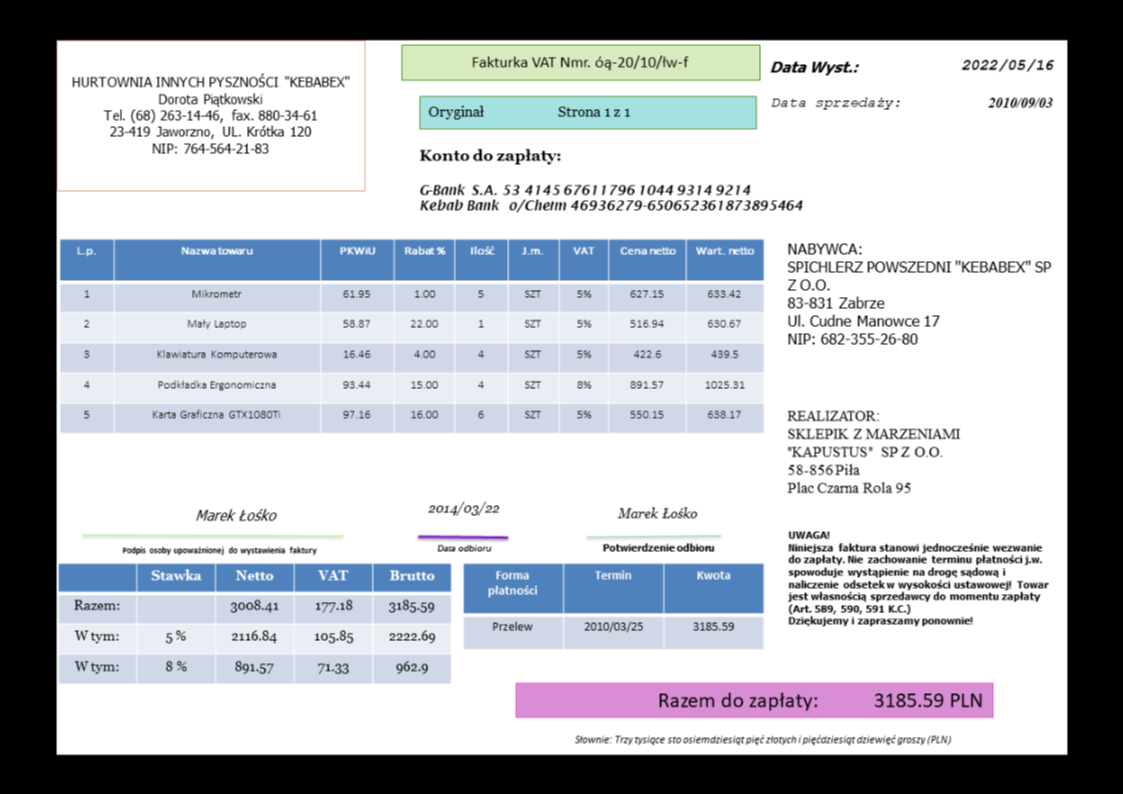 HURTOWNIA INNYCH PYSZNOŚCI "KEBABEX"
Dorota Piątkowski
Tel. (68) 263-14-46, fax. 880-34-61
23-419 Jaworzno, UL. Krótka 120
NIP: 764-564-21-83
Fakturka VAT Nmr. óą-20/10/łw-f
Oryginał Strona 1 z 1
Data Wyst.: 2022/05/16
Data sprzedaży: 2010/09/03
Konto do zapłaty:
G-Bank S.A. 53 4145 67611796 1044 9314 9214
Kebab Bank o/Chełm 46936279-650652361873895464
L.p. Nazwa towaru PKWiU Rabat % Ilość J.m. VAT Cena netto Wart. netto
1 Mikrometr 61.95 1.00 5 SZT 5% 627.15 633.42
2 Mały Laptop 58.87 22.00 1 SZT 5% 516.94 630.67
3 Klawiatura Komputerowa 16.46 4.00 4 SZT 5% 422.6 439.5
4 Podkładka Ergonomiczna 93.44 15.00 4 SZT 8% 891.57 1025.31
5 Karta Graficzna GTX1080Ti 97.16 16.00 6 SZT 5% 550.15 638.17
NABYWCA:
SPICHLERZ POWSZEDNI "KEBABEX" SP
Z O.O.
83-831 Zabrze
Ul. Cudne Manowce 17
NIP: 682-355-26-80
REALIZATOR:
SKLEPIK Z MARZENIAMI
"KAPUSTUS" SP Z O.O.
58-856 Piła
Plac Czarna Rola 95
Marek Łośko
Podpis osoby upoważnionej do wystawienia faktury
2014/03/22
Data odbioru
Marek Łośko
Potwierdzenie odbioru
UWAGA!
Niniejsza faktura stanowi jednocześnie wezwanie
do zapłaty. Nie zachowanie terminu płatności j.w.
spowoduje wystąpienie na drogę sądową i
naliczenie odsetek w wysokości ustawowej! Towar
jest własnością sprzedawcy do momentu zapłaty
(Art. 589, 590, 591 K.C.)
Dziękujemy i zapraszamy ponownie!
Stawka Netto VAT Brutto
Razem: 3008.41 177.18 3185.59
W tym: 5 % 2116.84 105.85 2222.69
W tym: 8 % 891.57 71.33 962.9
Forma
płatności Termin Kwota
Przelew 2010/03/25 3185.59
Razem do zapłaty: 3185.59 PLN
Słownie: Trzy tysiące sto osiemdziesiąt pięć złotych i pięćdziesiąt dziewięć groszy (PLN)